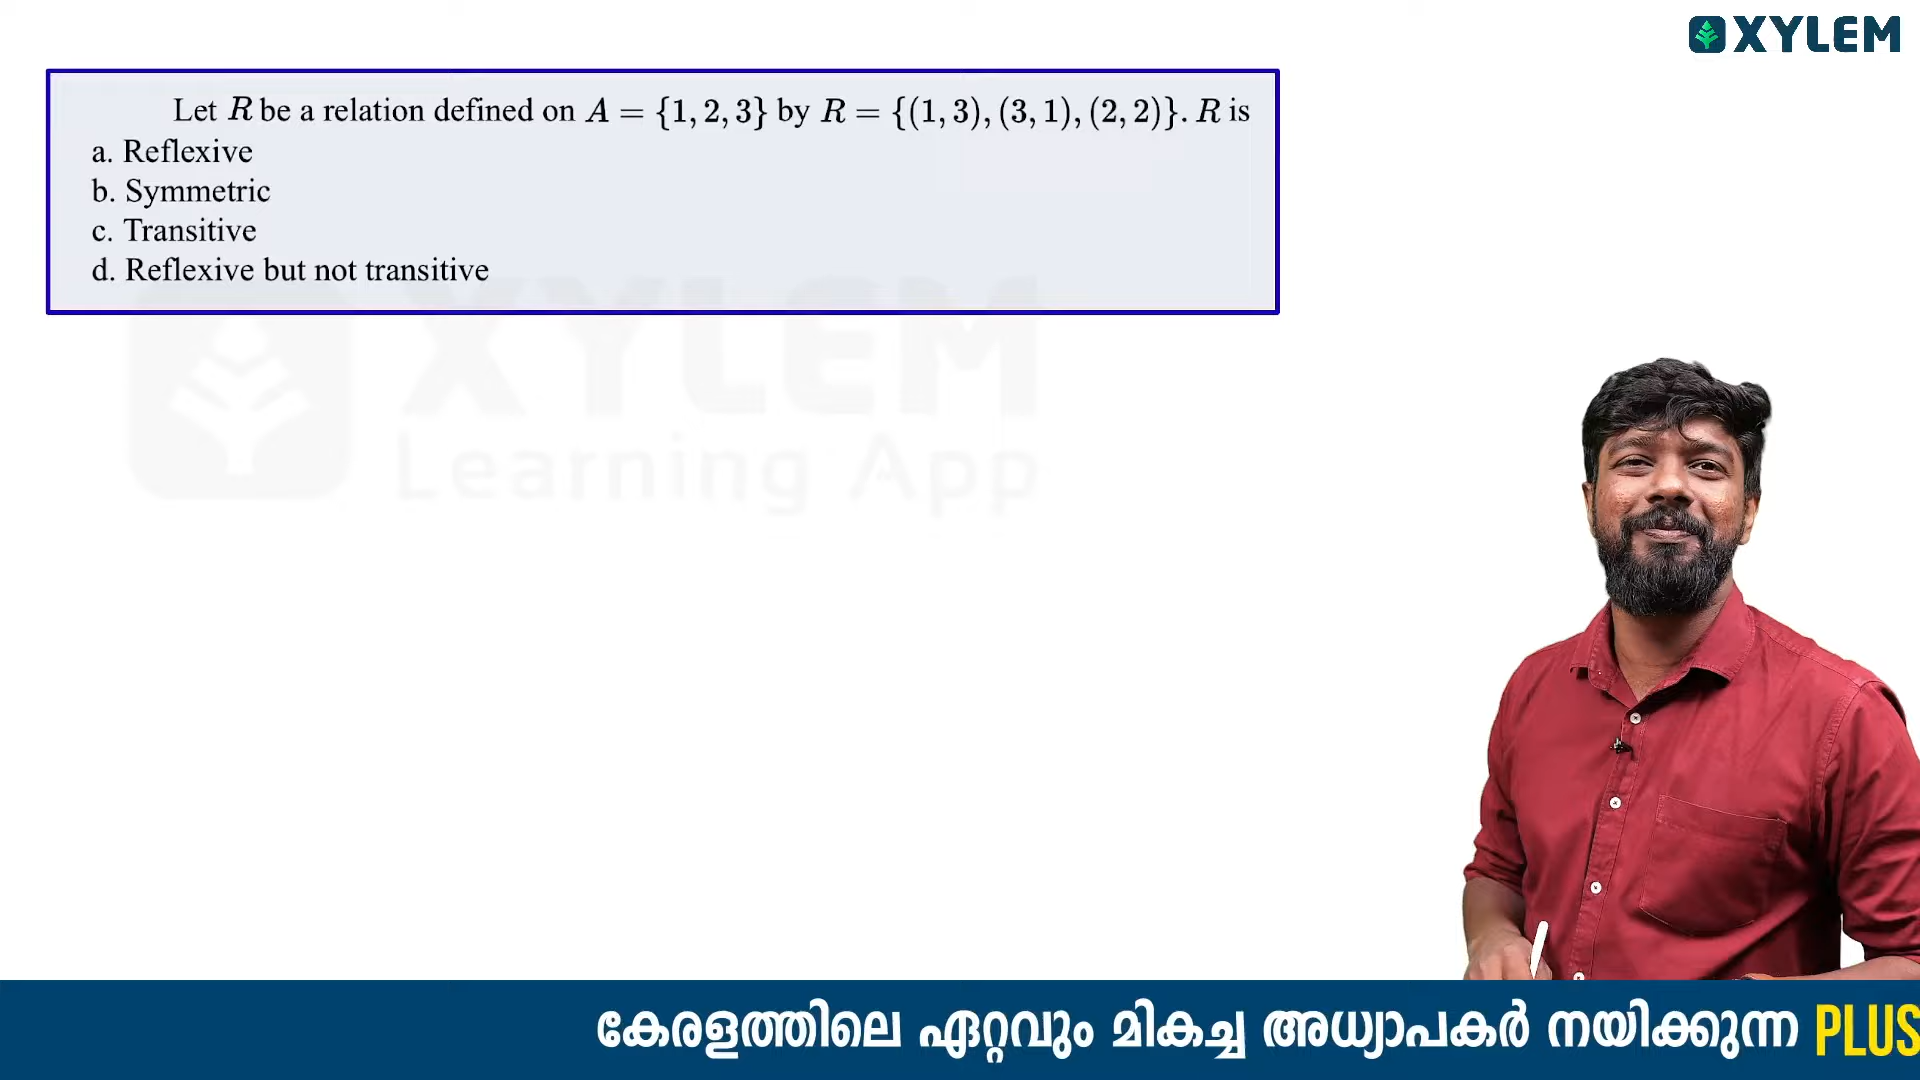 XYLEM
Let R be a relation defined on A = {1, 2, 3} by R = {(1, 3), (3, 1), (2, 2)}. R is
a. Reflexive
b. Symmetric
c. Transitive
d. Reflexive but not transitive
XYLEM
Learning App
കേരളത്തിലെ ഏറ്റവും മികച്ച അധ്യാപകർ നയിക്കുന്ന PLUS